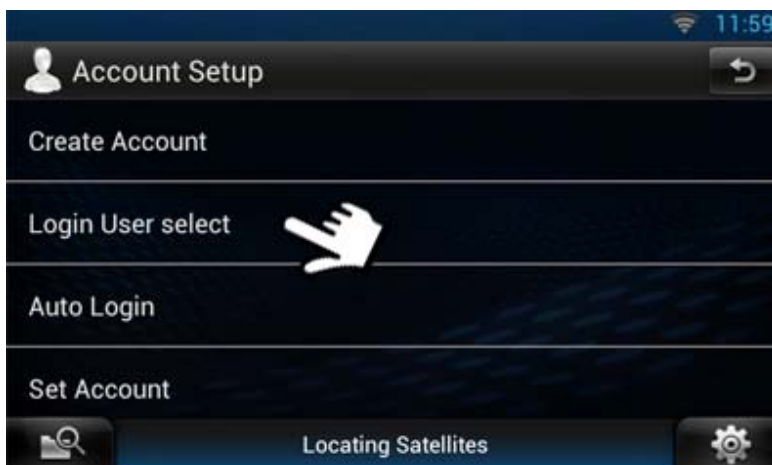 11:59
Account Setup
Create Account
Login User select
Auto Login
Set Account
Locating Satellites